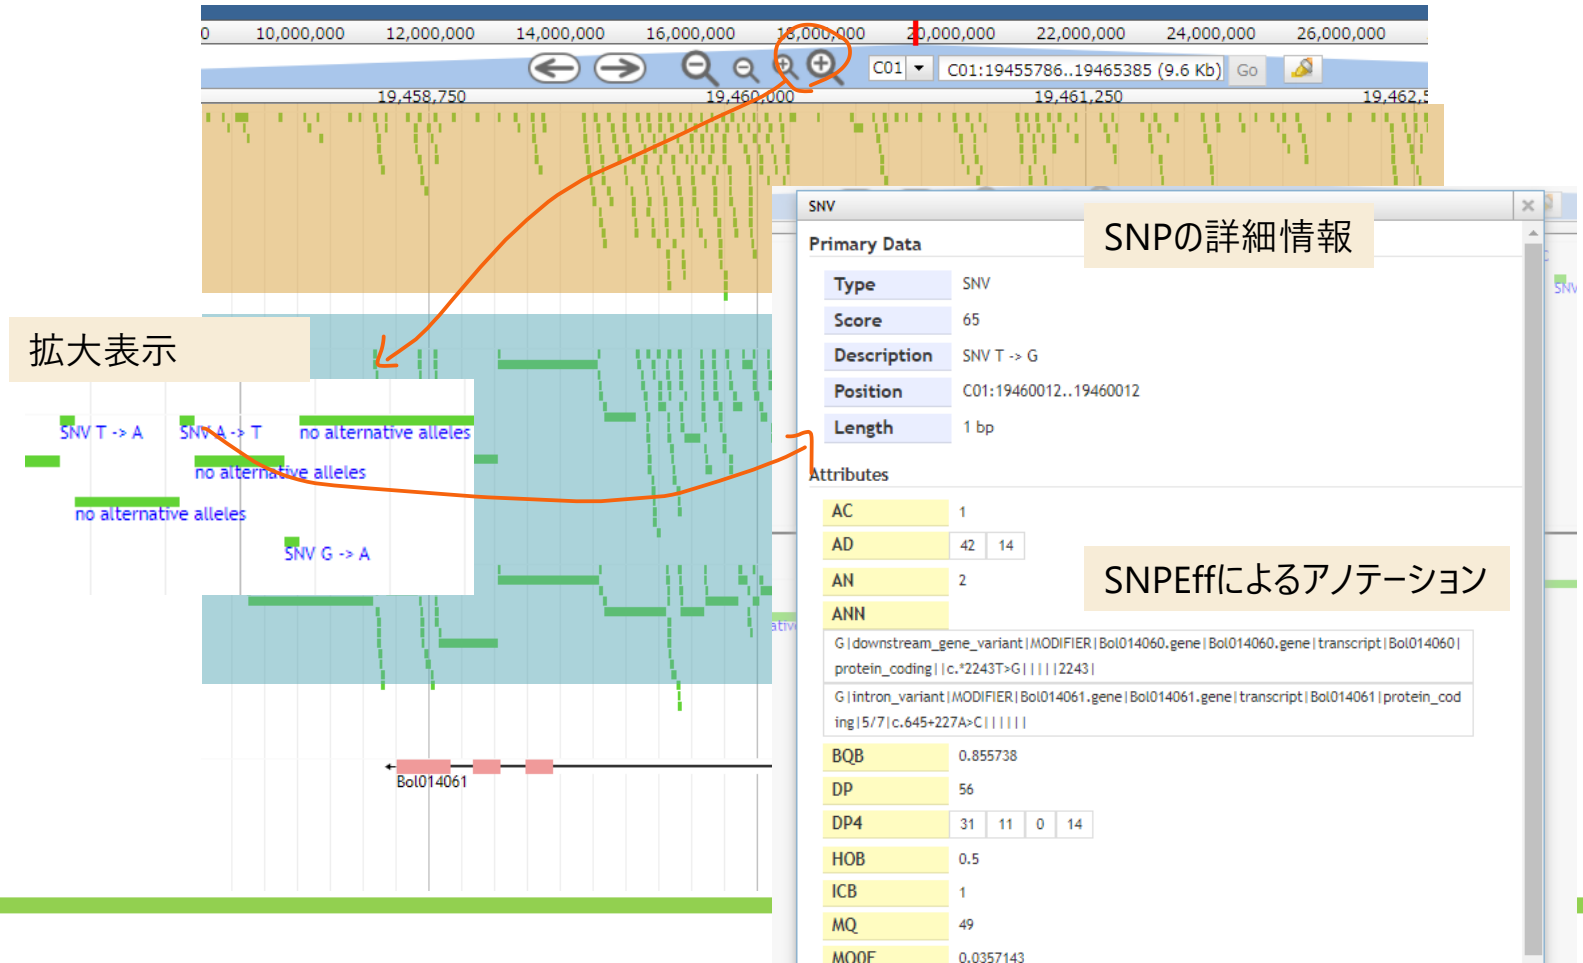 0 10,000,000 12,000,000 14,000,000 16,000,000 18,000,000 20,000,000 22,000,000 24,000,000 26,000,000
C01 C01:19455786..19465385 (9.6 Kb) Go
19,458,750 19,460,000 19,461,250 19,462,5
SNV
SNPの詳細情報
Primary Data
Type SNV
Score 65
Description SNV T -> G
Position C01:19460012..19460012
Length 1 bp
SNV
拡大表示
SNV T -> A SNV A -> T no alternative alleles
no alternative alleles
no alternative alleles
SNV G -> A
Attributes
AC 1
AD 42 14
AN 2
SNPEffによるアノテーション
ANN
G|downstream_gene_variant|MODIFIER|Bol014060.gene|Bol014060.gene|transcript|Bol014060|
protein_coding||c.*2243T>G|||||2243|
G|intron_variant|MODIFIER|Bol014061.gene|Bol014061.gene|transcript|Bol014061|protein_cod
ing|5/7|c.645+227A>C||||||
BQB 0.855738
DP 56
DP4 31 11 0 14
HOB 0.5
ICB 1
MQ 49
MQ0F 0.0357143
Bol014061